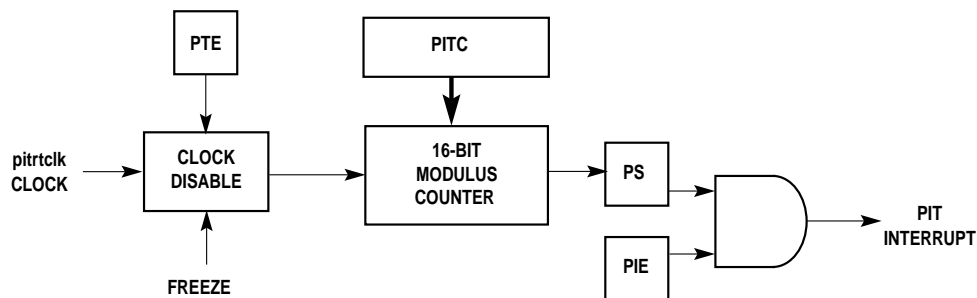 PTE
PITC
pitrtclk
CLOCK
CLOCK
DISABLE
16-BIT
MODULUS
COUNTER
PS
PIE
PIT
INTERRUPT
FREEZE